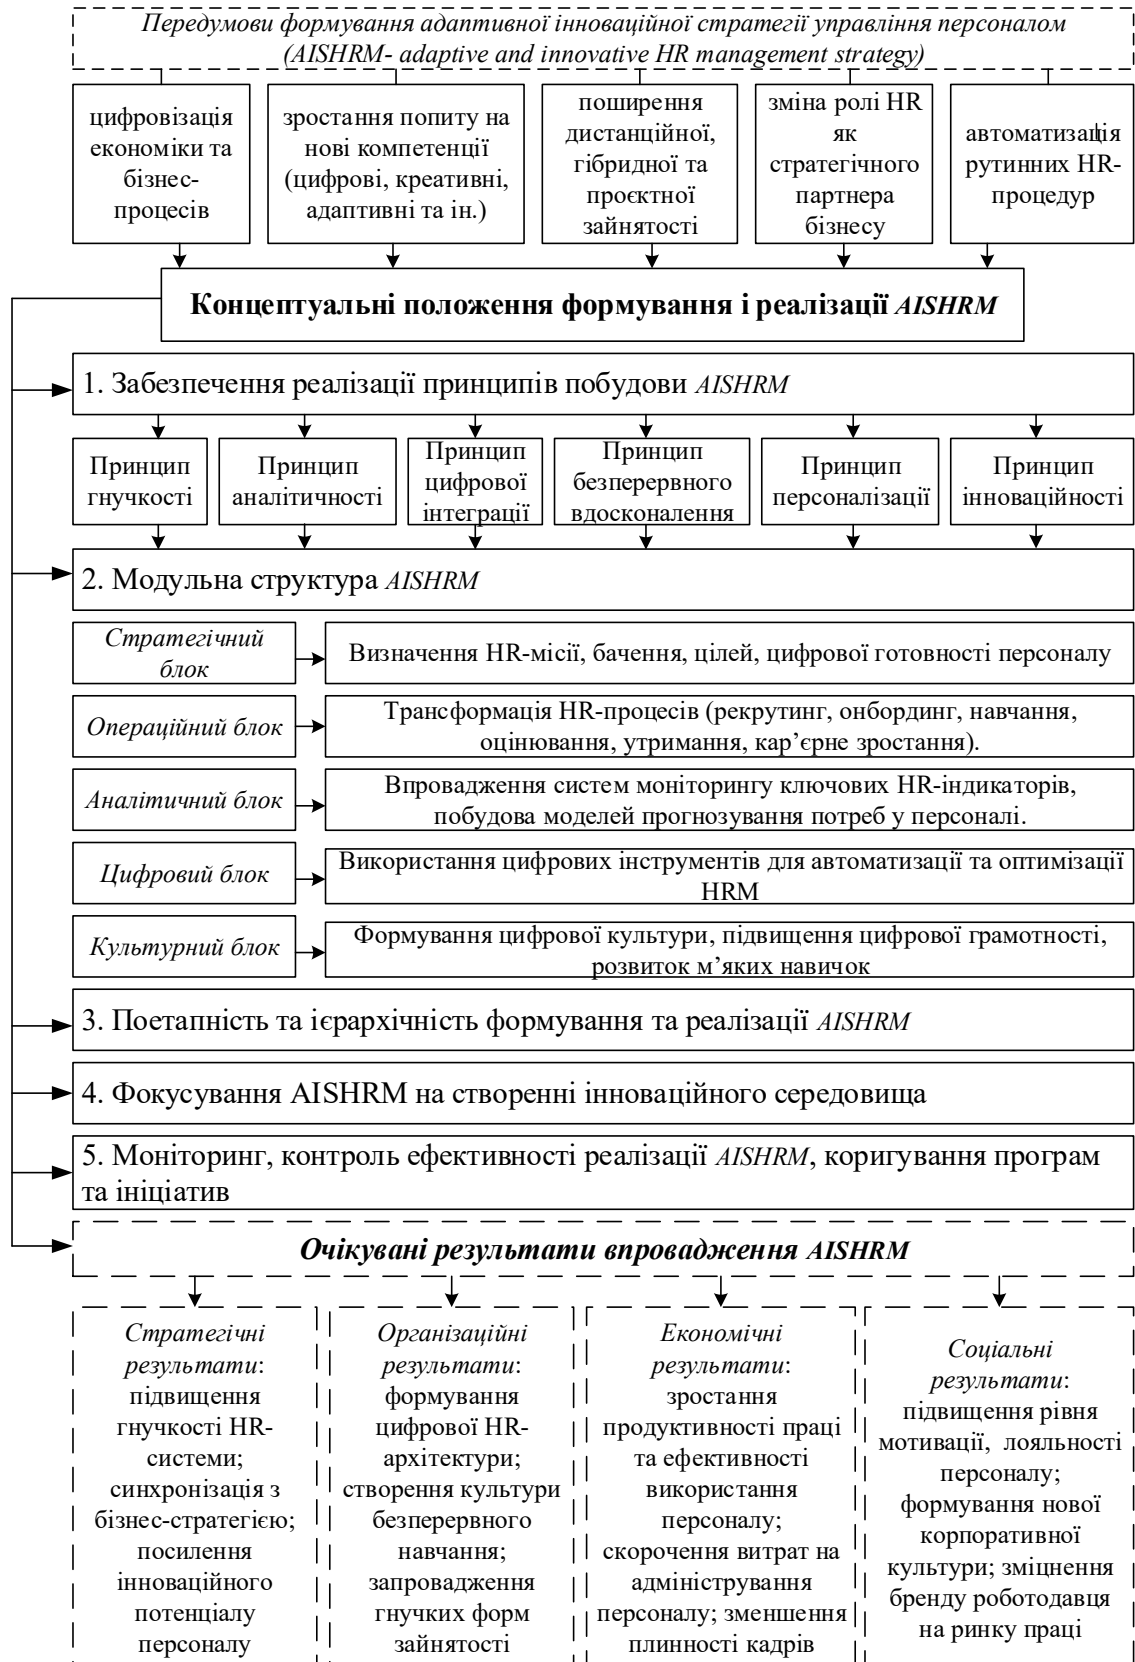 Передумови формування адаптивної інноваційної стратегії управління персоналом
(AISHRM- adaptive and innovative HR management strategy)
цифровізація
економіки та
бізнес-
процесів
зростання попиту на
нові компетенції
(цифрові, креативні,
адаптивні та ін.)
поширення
дистанційної,
гібридної та
проєктної
зайнятості
зміна ролі HR
як
стратегічного
партнера
бізнесу
автоматизація
рутинних HR-
процедур
Концептуальні положення формування і реалізації AISHRM
1. Забезпечення реалізації принципів побудови AISHRM
Принцип
гнучкості
Принцип
аналітичності
Принцип
цифрової
інтеграції
Принцип
безперервного
вдосконалення
Принцип
персоналізації
Принцип
інноваційності
2. Модульна структура AISHRM
Стратегічний
блок
Визначення HR-місії, бачення, цілей, цифрової готовності персоналу
Операційний блок
Трансформація HR-процесів (рекрутинг, онбординг, навчання,
оцінювання, утримання, кар’єрне зростання).
Аналітичний блок
Впровадження систем моніторингу ключових HR-індикаторів,
побудова моделей прогнозування потреб у персоналі.
Цифровий блок
Використання цифрових інструментів для автоматизації та оптимізації
HRM
Культурний блок
Формування цифрової культури, підвищення цифрової грамотності,
розвиток м’яких навичок
3. Поетапність та ієрархічність формування та реалізації AISHRM
4. Фокусування AISHRM на створенні інноваційного середовища
5. Моніторинг, контроль ефективності реалізації AISHRM, коригування програм
та ініціатив
Очікувані результати впровадження AISHRM
Стратегічні
результати:
підвищення
гнучкості HR-
системи;
синхронізація з
бізнес-стратегією;
посилення
інноваційного
потенціалу
персоналу
Організаційні
результати:
формування
цифрової HR-
архітектури;
створення культури
безперервного
навчання;
запровадження
гнучких форм
зайнятості
Економічні
результати:
зростання
продуктивності праці
та ефективності
використання
персоналу;
скорочення витрат на
адміністрування
персоналу; зменшення
плинності кадрів
Соціальні
результати:
підвищення рівня
мотивації, лояльності
персоналу;
формування нової
корпоративної
культури; зміцнення
бренду роботодавця
на ринку праці